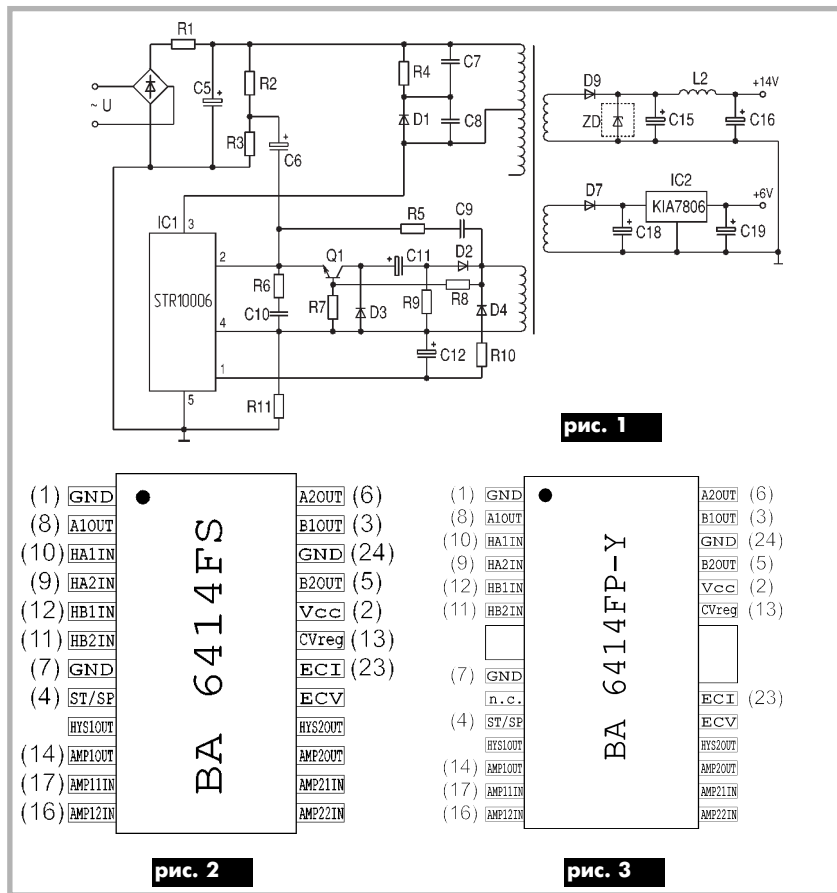 R1
R2
R3
C5
+
~ U
C6
+
R4
C7
D1
C8
D9
L2
+14V
ZD
C15
+
C16
+
D7
IC2
KIA7806
+6V
C18
+
C19
+
IC1
STR10006
3
2
4
1
5
R5
C9
Q1
C11
+
D2
R6
C10
R7
D3
R9
R8
D4
C12
+
R10
R11
рис. 1
(1) GND
(8) A1OUT
(10) HA1IN
(9) HA2IN
(12) HB1IN
(11) HB2IN
(7) GND
(4) ST/SP
HYS1OUT
(14) AMP1OUT
(17) AMP11IN
(16) AMP12IN
BA 6414FS
A2OUT (6)
B1OUT (3)
GND (24)
B2OUT (5)
Vcc (2)
CVreg (13)
ECI (23)
ECV
HYS2OUT
AMP2OUT
AMP21IN
AMP22IN
рис. 2
(1) GND
(8) A1OUT
(10) HA1IN
(9) HA2IN
(12) HB1IN
(11) HB2IN
(7) GND
n.c.
(4) ST/SP
HYS1OUT
(14) AMP1OUT
(17) AMP11IN
(16) AMP12IN
BA 6414FP-Y
A2OUT (6)
B1OUT (3)
GND (24)
B2OUT (5)
Vcc (2)
CVreg (13)
ECI (23)
ECV
HYS2OUT
AMP2OUT
AMP21IN
AMP22IN
рис. 3